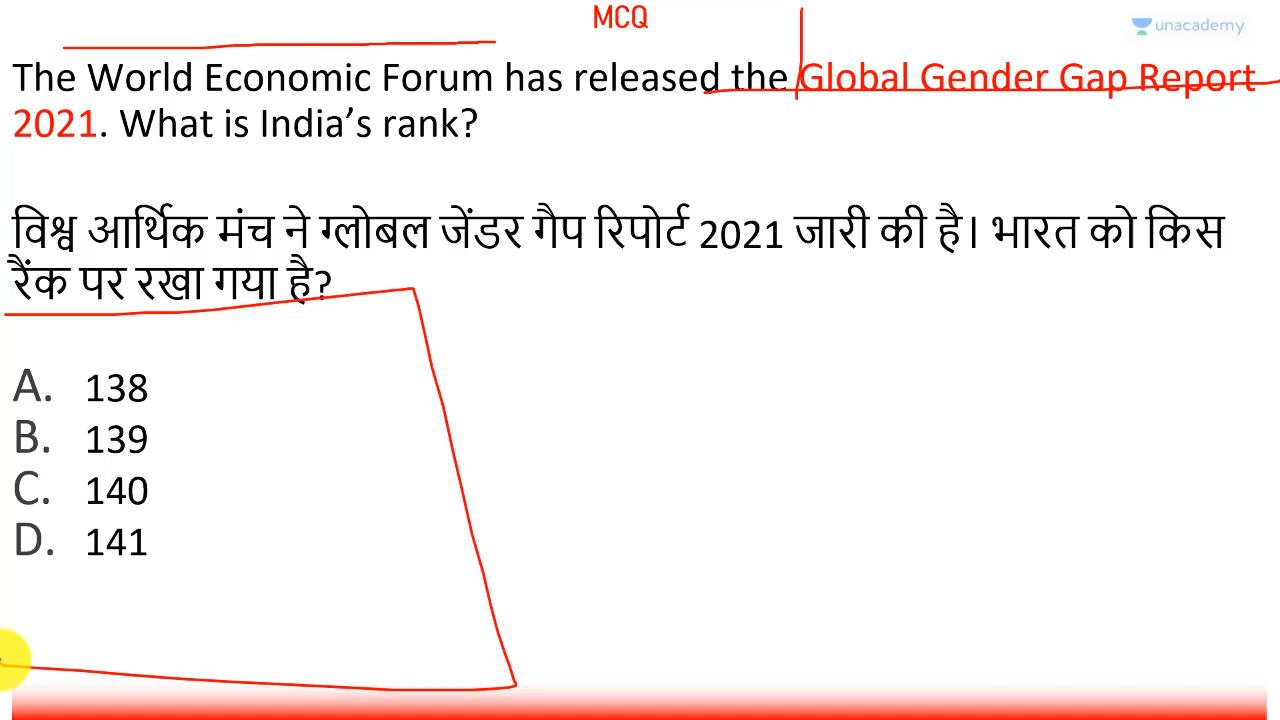 MCQ
unacademy
The World Economic Forum has released the Global Gender Gap Report
2021. What is India’s rank?
विश्व आर्थिक मंच ने ग्लोबल जेंडर गैप रिपोर्ट 2021 जारी की है। भारत को किस
रैंक पर रखा गया है?
A. 138
B. 139
C. 140
D. 141